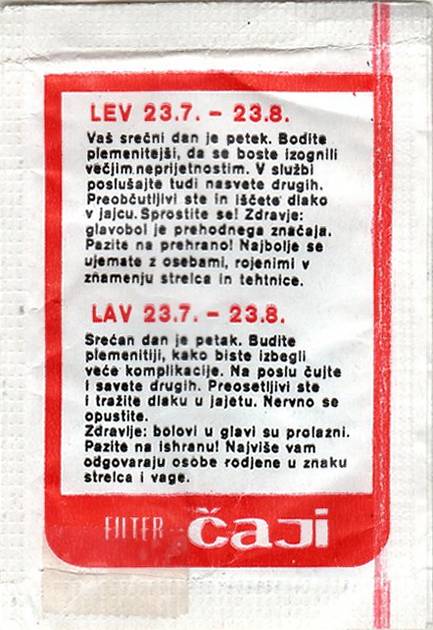 LEV 23.7. - 23.8.
Vaš srečni dan je petek. Bodite
plemenitejši, da se boste izognili
večjim neprijetnostim. V službi
poslušajte tudi nasvete drugih.
Preobčutljivi ste in iščete dlako
v jajcu. Sprostite se! Zdravje:
glavobol je prehodnega značaja.
Pazite na prehrano! Najbolje se
ujemate z osebami, rojenimi v
znamenju strelca in tehtnice.
LAV 23.7. - 23.8.
Srećan dan je petak. Budite
plemenitiji, kako biste izbegli
veće komplikacije. Na poslu čujte
i savete drugih. Preosetljivi ste
i tražite dlaku u jajetu. Nervno se
opustite.
Zdravlje: bolovi u glavi su prolazni.
Pazite na ishranu! Najviše vam
odgovaraju osobe rodjene u znaku
strelca i vage.
FILTER čaji